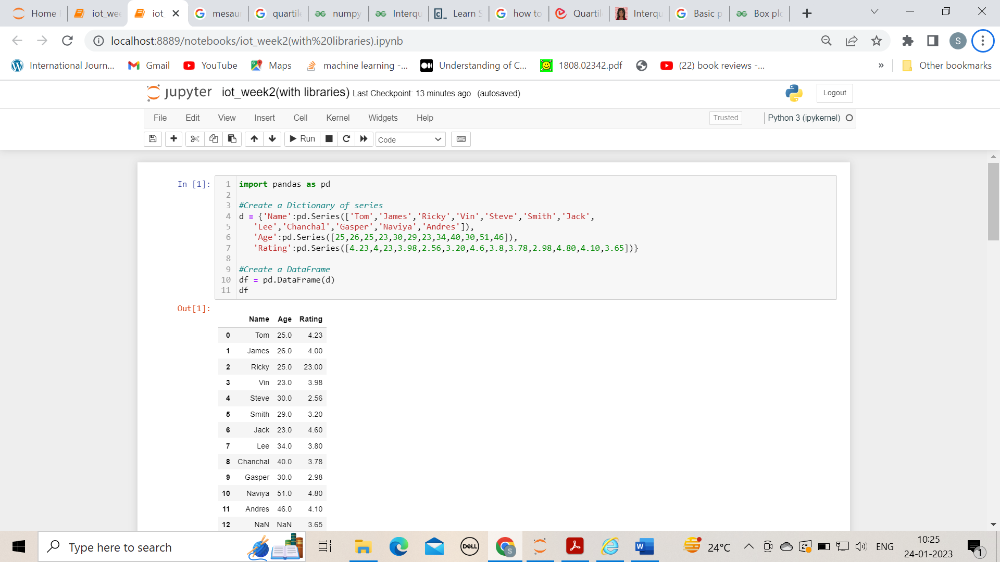 Home
iot_wee
iot_
mesau
quartile
numpy
Interqu
Learn S
how to
Quartil
Interqu
Basic p
Box plo
localhost:8889/notebooks/iot_week2(with%20libraries).ipynb
S
International Journ...
Gmail
YouTube
Maps
machine learning -...
Understanding of C...
1808.02342.pdf
(22) book reviews -...
»
Other bookmarks
jupyter iot_week2(with libraries) Last Checkpoint: 13 minutes ago (autosaved)
Logout
File Edit View Insert Cell Kernel Widgets Help
Trusted
Python 3 (ipykernel)
Run
Code
In [1]:
1 import pandas as pd
2
3 #Create a Dictionary of series
4 d = {'Name':pd.Series(['Tom','James','Ricky','Vin','Steve','Smith','Jack',
5 'Lee','Chanchal','Gasper','Naviya','Andres']),
6 'Age':pd.Series([25,26,25,23,30,29,23,34,40,30,51,46]),
7 'Rating':pd.Series([4.23,4,23,3.98,2.56,3.20,4.6,3.8,3.78,2.98,4.80,4.10,3.65])}
8
9 #Create a DataFrame
10 df = pd.DataFrame(d)
11 df
Out[1]:
Name Age Rating
0 Tom 25.0 4.23
1 James 26.0 4.00
2 Ricky 25.0 23.00
3 Vin 23.0 3.98
4 Steve 30.0 2.56
5 Smith 29.0 3.20
6 Jack 23.0 4.60
7 Lee 34.0 3.80
8 Chanchal 40.0 3.78
9 Gasper 30.0 2.98
10 Naviya 51.0 4.80
11 Andres 46.0 4.10
12 NaN NaN 3.65
Type here to search
DELL
S
W
24°C
ENG
10:25
24-01-2023
1